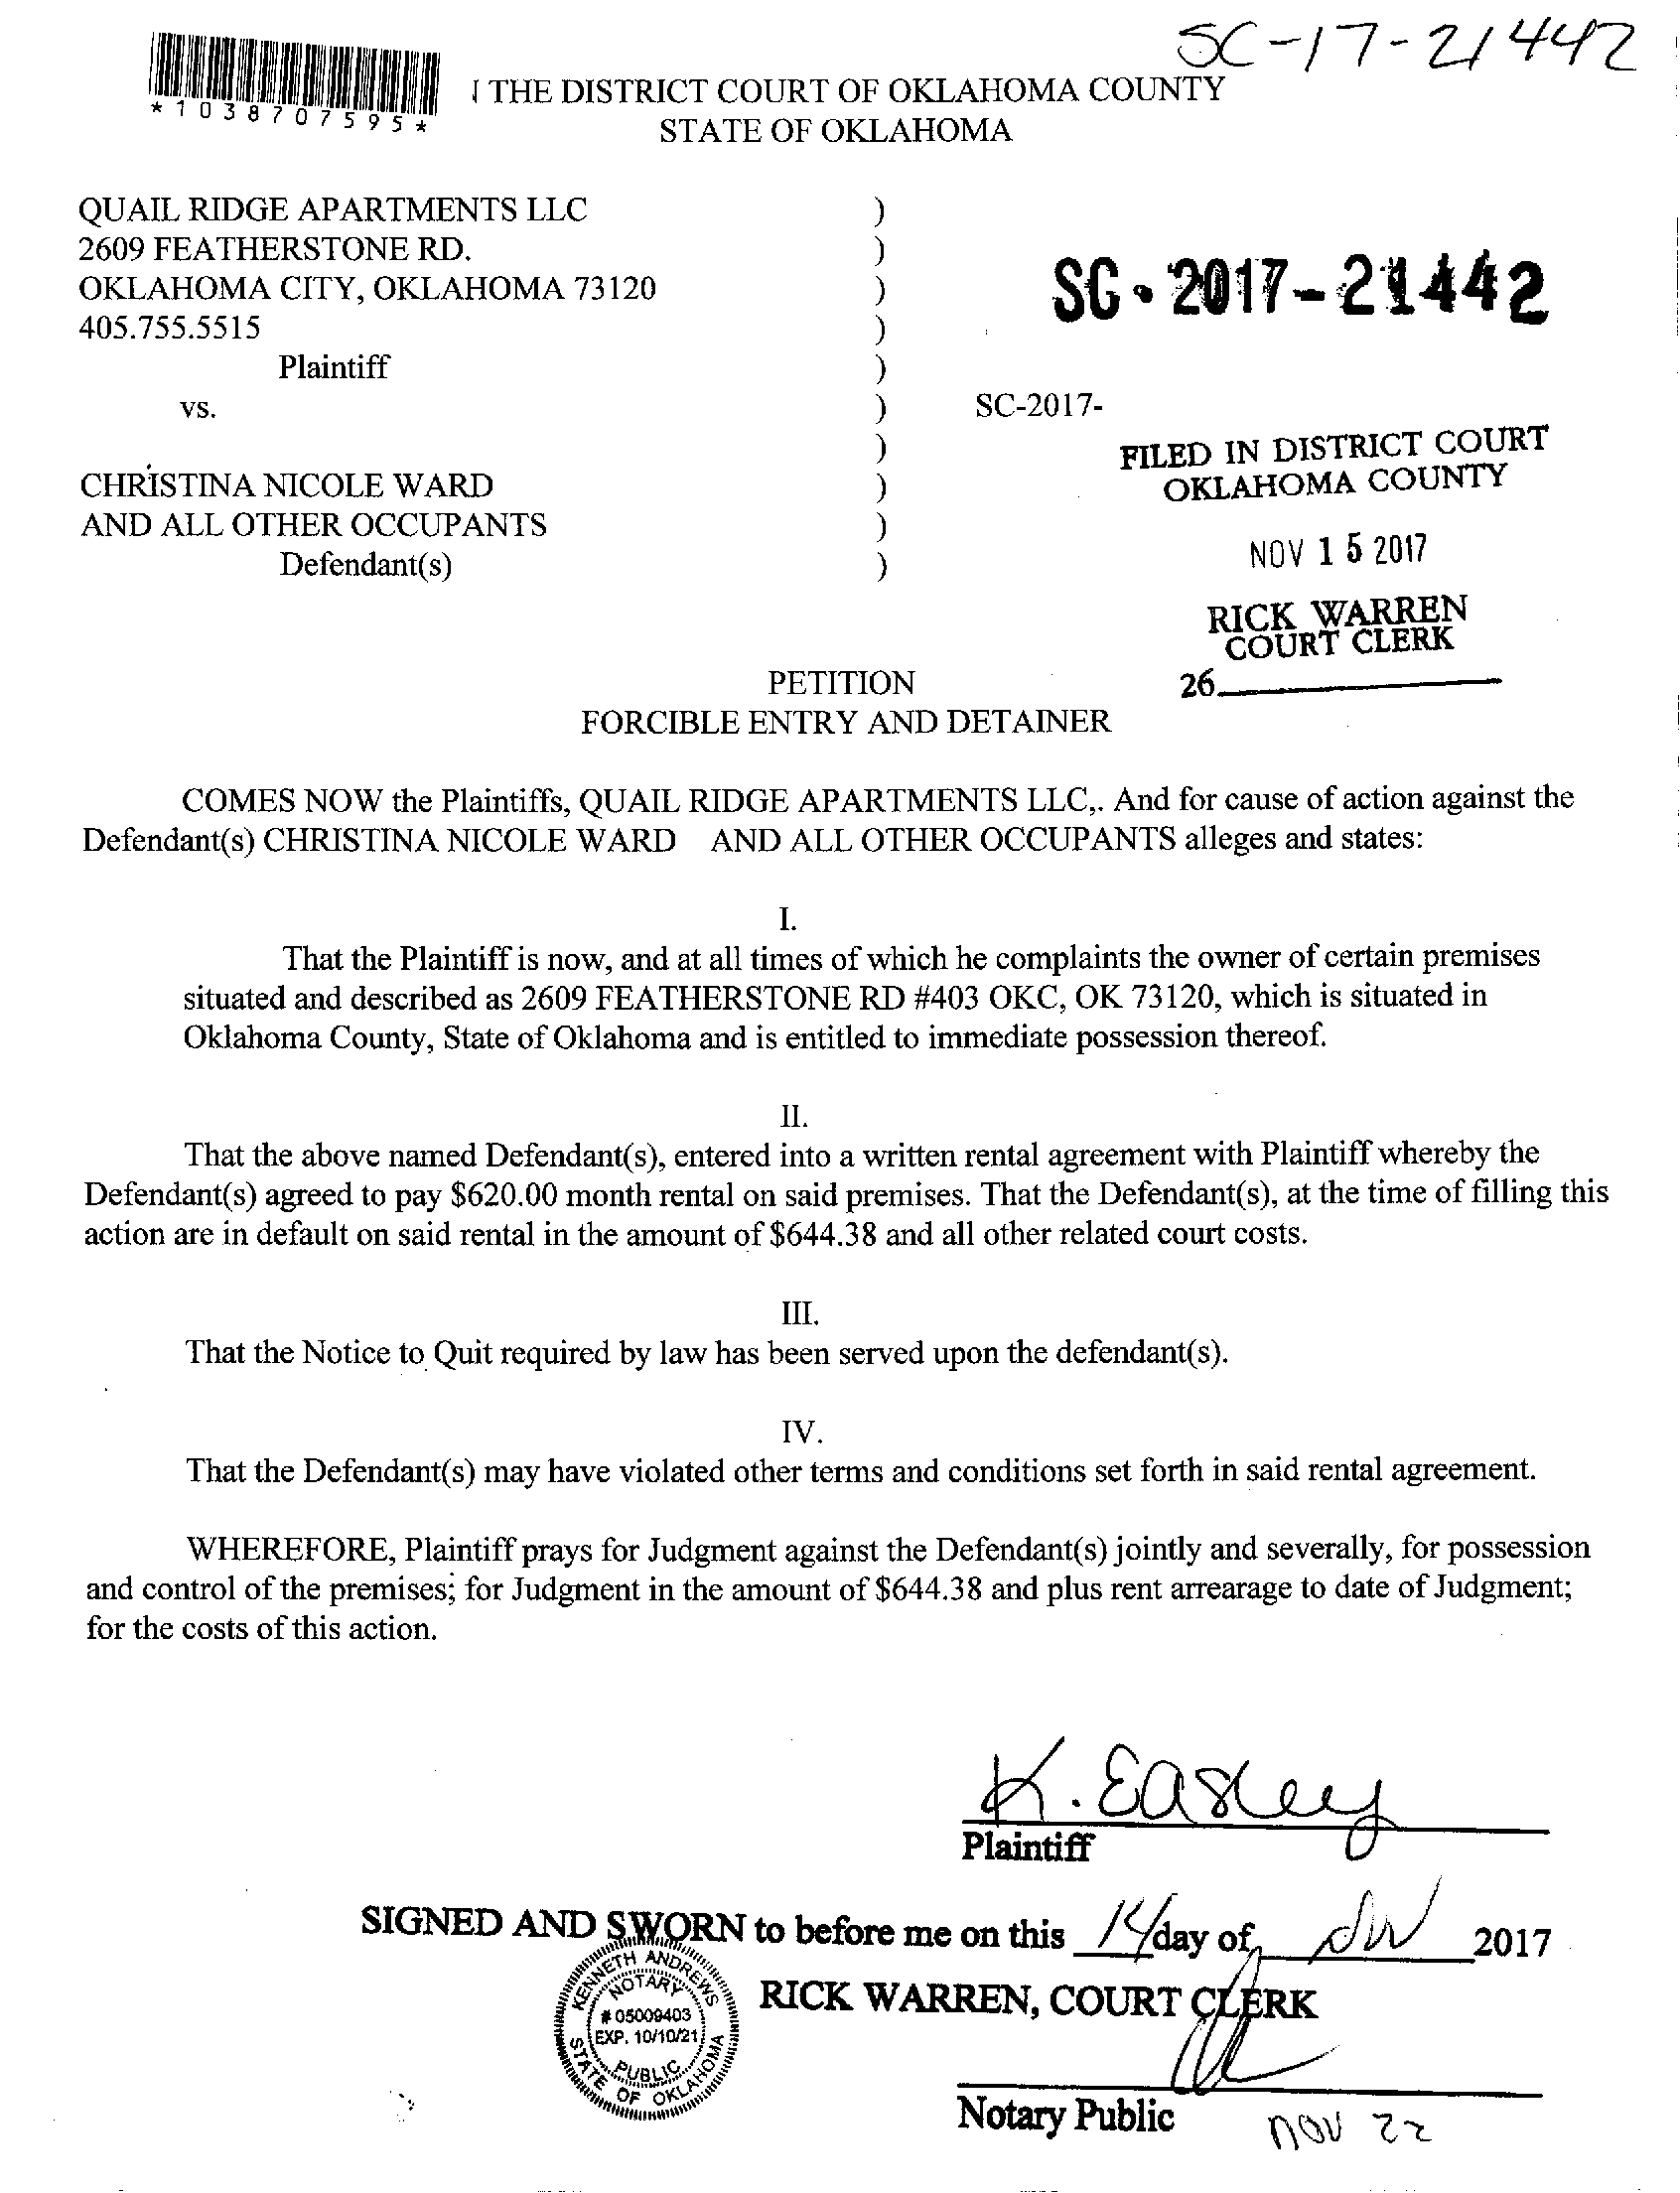 SC-17-21442
*1038707595*
THE DISTRICT COURT OF OKLAHOMA COUNTY
STATE OF OKLAHOMA
QUAIL RIDGE APARTMENTS LLC )
2609 FEATHERSTONE RD. )
OKLAHOMA CITY, OKLAHOMA 73120 )
405.755.5515 )
SC-2017-21442
Plaintiff )
vs. ) SC-2017-
)
CHRISTINA NICOLE WARD )
AND ALL OTHER OCCUPANTS )
Defendant(s) )
FILED IN DISTRICT COURT
OKLAHOMA COUNTY
NOV 15 2017
RICK WARREN
COURT CLERK
26
PETITION
FORCIBLE ENTRY AND DETAINER
COMES NOW the Plaintiffs, QUAIL RIDGE APARTMENTS LLC,. And for cause of action against the
Defendant(s) CHRISTINA NICOLE WARD AND ALL OTHER OCCUPANTS alleges and states:
I.
That the Plaintiff is now, and at all times of which he complaints the owner of certain premises
situated and described as 2609 FEATHERSTONE RD #403 OKC, OK 73120, which is situated in
Oklahoma County, State of Oklahoma and is entitled to immediate possession thereof.
II.
That the above named Defendant(s), entered into a written rental agreement with Plaintiff whereby the
Defendant(s) agreed to pay $620.00 month rental on said premises. That the Defendant(s), at the time of filling this
action are in default on said rental in the amount of $644.38 and all other related court costs.
III.
That the Notice to Quit required by law has been served upon the defendant(s).
IV.
That the Defendant(s) may have violated other terms and conditions set forth in said rental agreement.
WHEREFORE, Plaintiff prays for Judgment against the Defendant(s) jointly and severally, for possession
and control of the premises; for Judgment in the amount of $644.38 and plus rent arrearage to date of Judgment;
for the costs of this action.
K. Easley
Plaintiff
SIGNED AND SWORN to before me on this 14 day of 2017
RICK WARREN, COURT CLERK
KENNETH ANDREWS
NOTARY
# 05009403
EXP. 10/10/21
PUBLIC
STATE OF OKLAHOMA
Notary Public
NOV 22